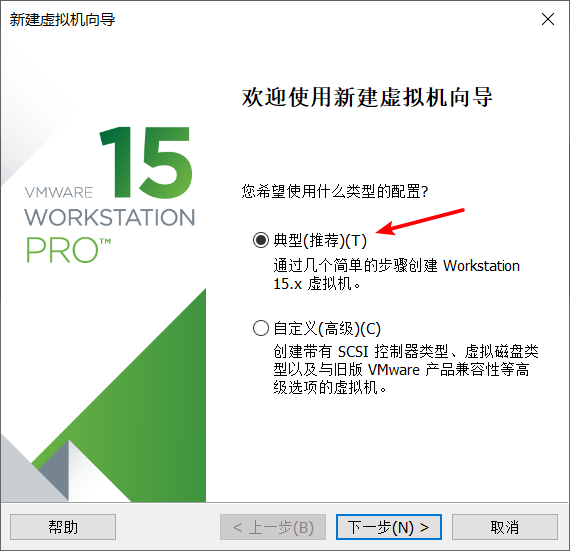 新建虚拟机向导
欢迎使用新建虚拟机向导
15
VMWARE
WORKSTATION
PRO™
您希望使用什么类型的配置?
典型(推荐)(T)
通过几个简单的步骤创建 Workstation
15.x 虚拟机。
自定义(高级)(C)
创建带有 SCSI 控制器类型、虚拟磁盘类
型以及与旧版 VMware 产品兼容性等高
级选项的虚拟机。
帮助
< 上一步(B)
下一步(N) >
取消